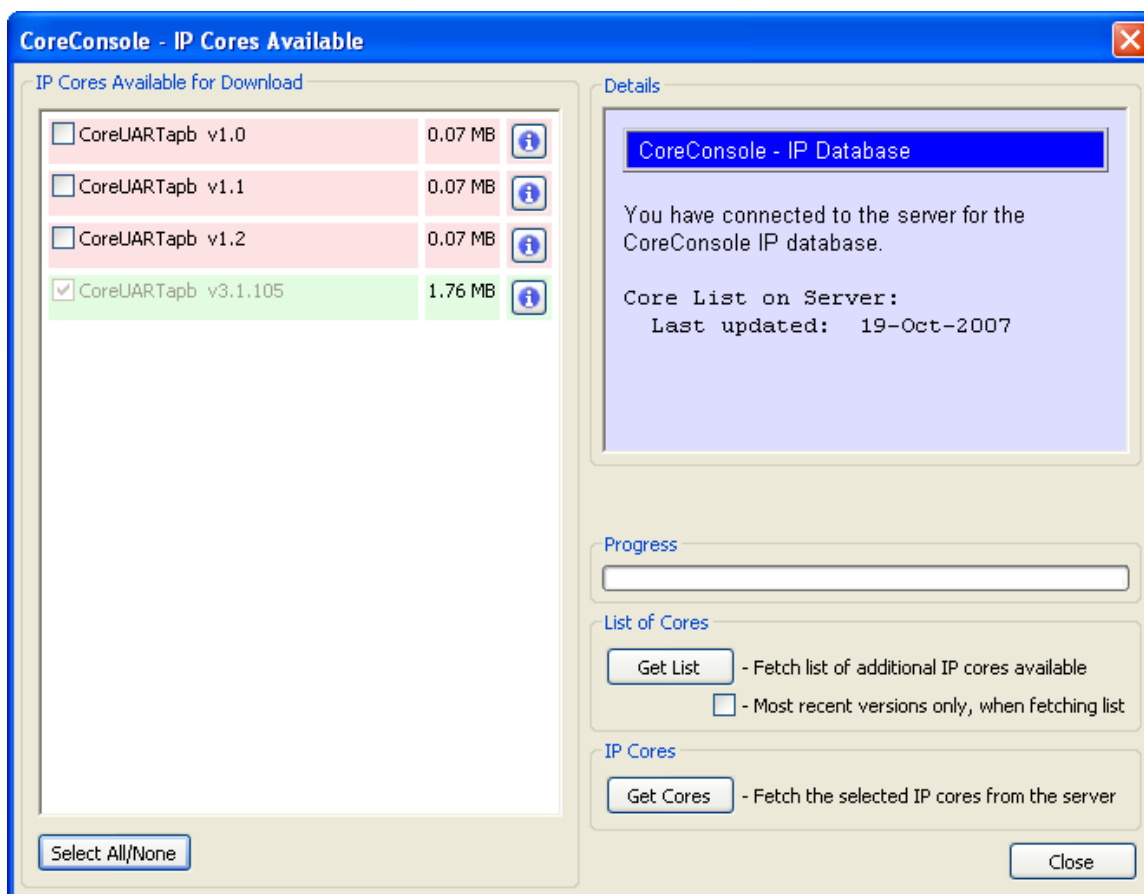 CoreConsole - IP Cores Available
IP Cores Available for Download
CoreUARTapb v1.0 0.07 MB
CoreUARTapb v1.1 0.07 MB
CoreUARTapb v1.2 0.07 MB
CoreUARTapb v3.1.105 1.76 MB
Select All/None
Details
CoreConsole - IP Database
You have connected to the server for the
CoreConsole IP database.
Core List on Server:
Last updated: 19-Oct-2007
Progress
List of Cores
Get List - Fetch list of additional IP cores available
- Most recent versions only, when fetching list
IP Cores
Get Cores - Fetch the selected IP cores from the server
Close